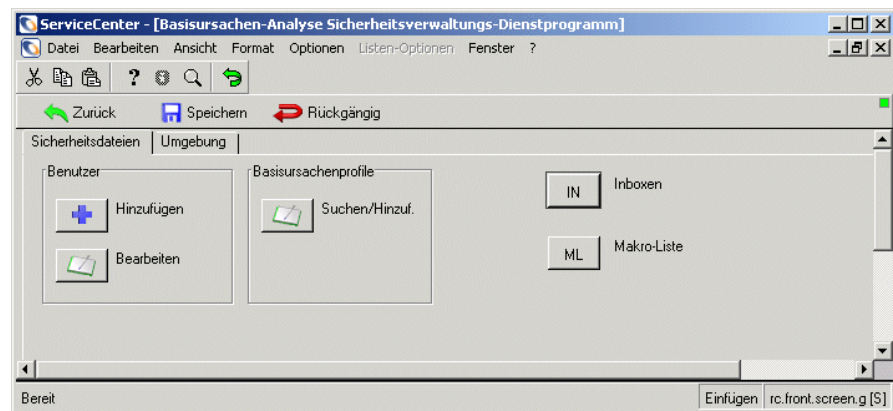 ServiceCenter - [Basisursachen-Analyse Sicherheitsverwaltungs-Dienstprogramm]
Datei Bearbeiten Ansicht Format Optionen Listen-Optionen Fenster ?
Zurück Speichern Rückgängig
Sicherheitsdateien Umgebung
Benutzer Basisursachenprofile
Hinzufügen Suchen/Hinzuf. IN Inboxen
Bearbeiten ML Makro-Liste
Bereit Einfügen rc.front.screen.g [S]